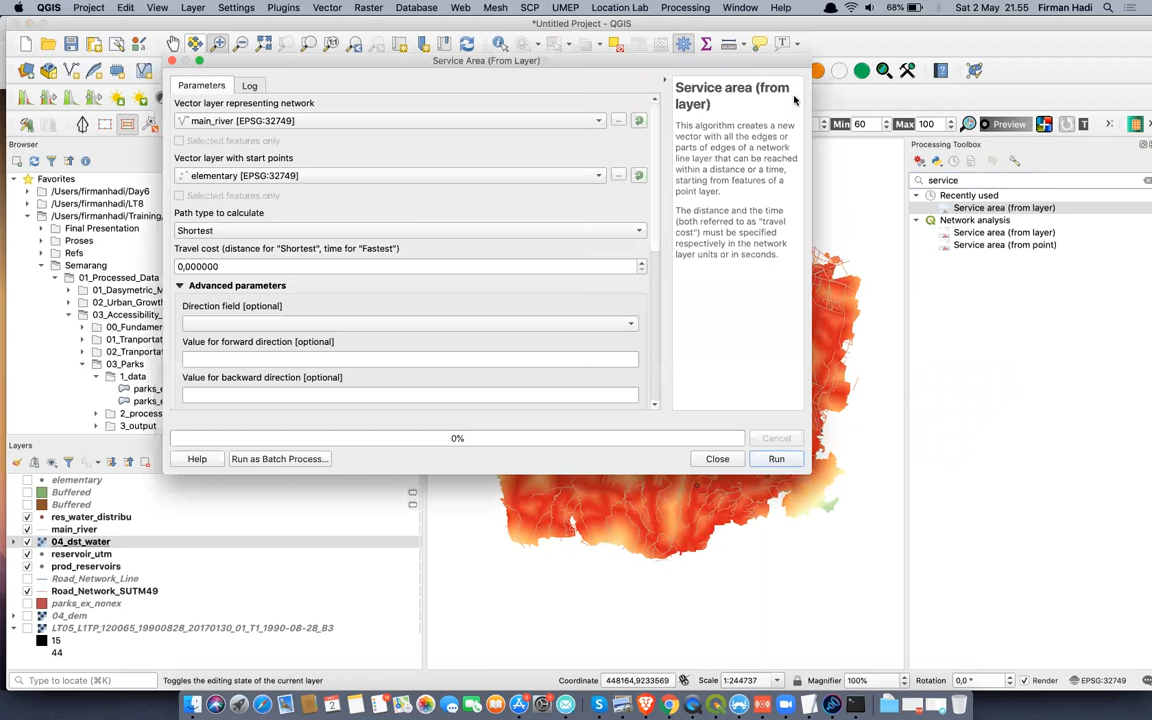 QGIS Project Edit View Layer Settings Plugins Vector Raster Database Web Mesh SCP UMEP Location Lab Processing Window Help 68% Sat 2 May 21.55 Firman Hadi
*Untitled Project - QGIS
Service Area (From Layer)
Parameters Log
Vector layer representing network
main_river [EPSG:32749]
Selected features only
Vector layer with start points
elementary [EPSG:32749]
Selected features only
Path type to calculate
Shortest
Travel cost (distance for "Shortest", time for "Fastest")
0,000000
Advanced parameters
Direction field [optional]
Value for forward direction [optional]
Value for backward direction [optional]
0%
Cancel
Help Run as Batch Process... Close Run
Service area (from
layer)
This algorithm creates a new
vector with all the edges or
parts of edges of a network
line layer that can be reached
within a distance or a time,
starting from features of a
point layer.
The distance and the time
(both referred to as "travel
cost") must be specified
respectively in the network
layer units or in seconds.
Min 60 Max 100 Preview
Processing Toolbox
service
Recently used
Service area (from layer)
Network analysis
Service area (from layer)
Service area (from point)
Browser
Favorites
/Users/firmanhadi/Day6
/Users/firmanhadi/LT8
/Users/firmanhadi/Training/
Final Presentation
Proses
Refs
Semarang
01_Processed_Data
01_Dasymetric_M
02_Urban_Growth
03_Accessibility_
00_Fundamen
01_Tranportat
02_Tranportat
03_Parks
1_data
parks_e
parks_e
2_process
3_output
Layers
elementary
Buffered
Buffered
res_water_distribu
main_river
04_dst_water
reservoir_utm
prod_reservoirs
Road_Network_Line
Road_Network_SUTM49
parks_ex_nonex
04_dem
LT05_L1TP_120065_19900828_20170130_01_T1_1990-08-28_B3
15
44
Type to locate (⌘K) Toggles the editing state of the current layer Coordinate 448164,9233569 Scale 1:244737 Magnifier 100% Rotation 0,0 ° Render EPSG:32749